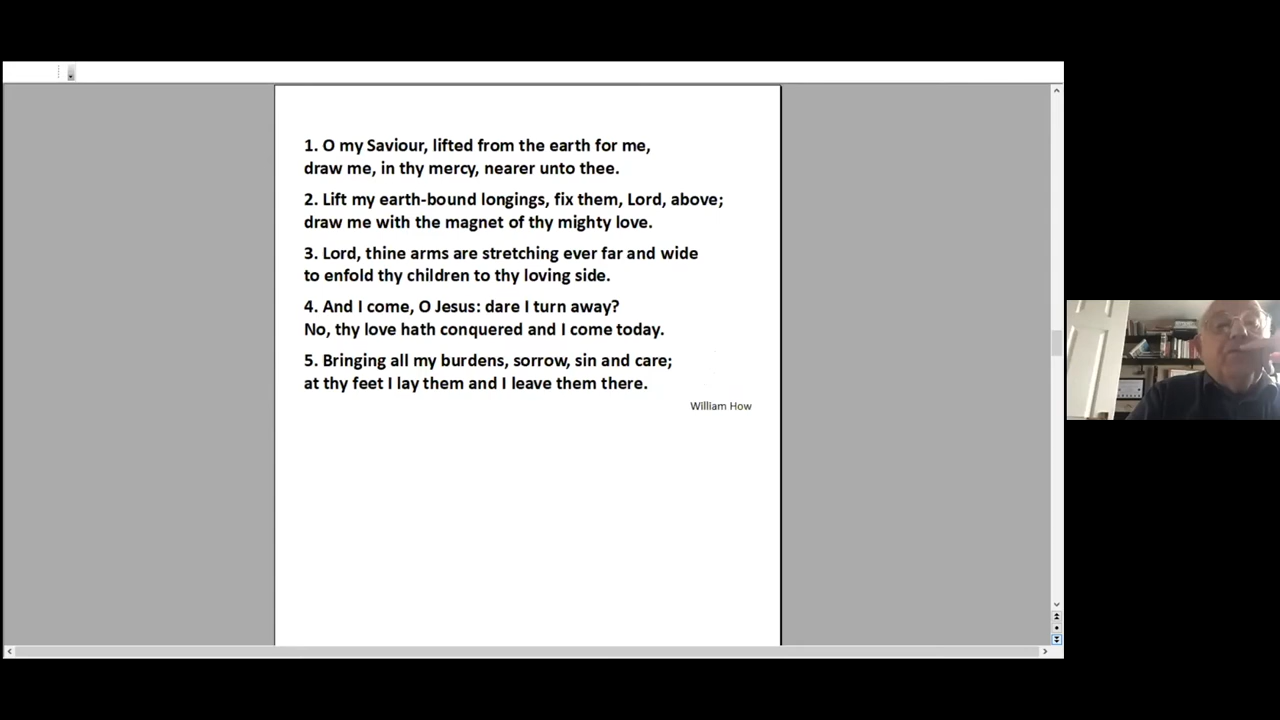 1. O my Saviour, lifted from the earth for me,
draw me, in thy mercy, nearer unto thee.
2. Lift my earth-bound longings, fix them, Lord, above;
draw me with the magnet of thy mighty love.
3. Lord, thine arms are stretching ever far and wide
to enfold thy children to thy loving side.
4. And I come, O Jesus: dare I turn away?
No, thy love hath conquered and I come today.
5. Bringing all my burdens, sorrow, sin and care;
at thy feet I lay them and I leave them there.
William How